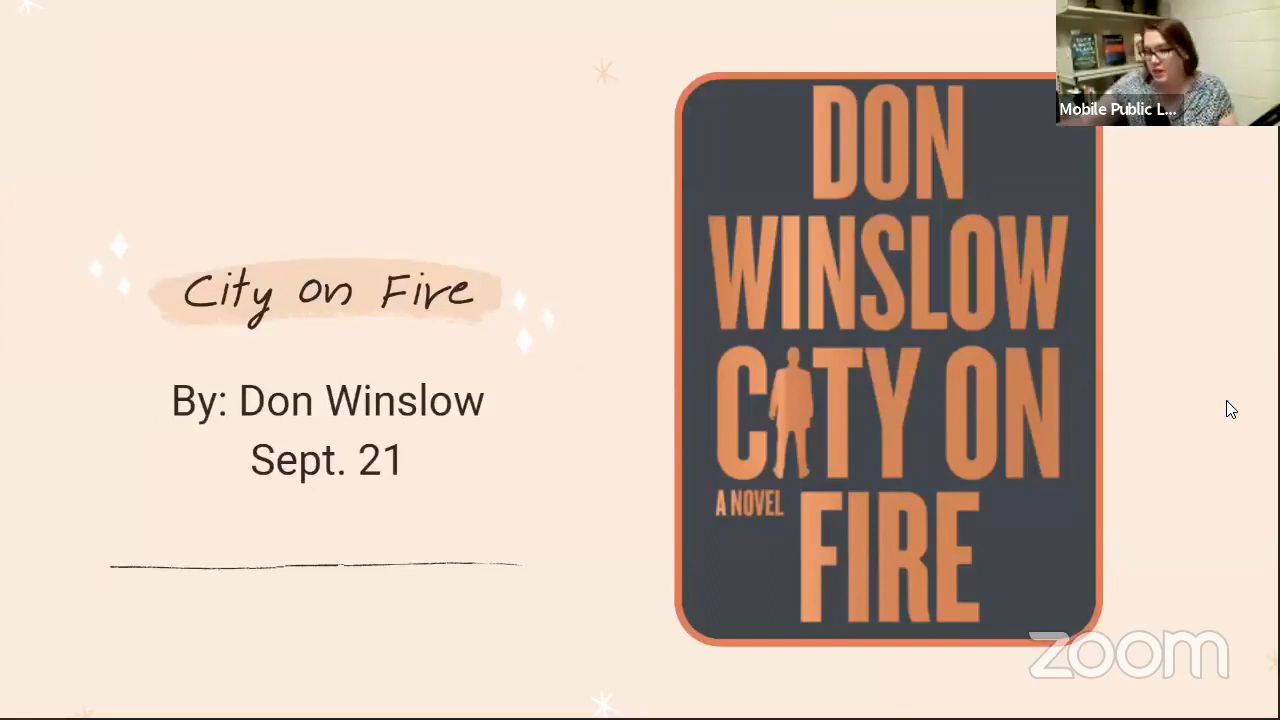 City on Fire
By: Don Winslow
Sept. 21
DON
WINSLOW
CITY ON
A NOVEL
FIRE
Mobile Public L...
zoom